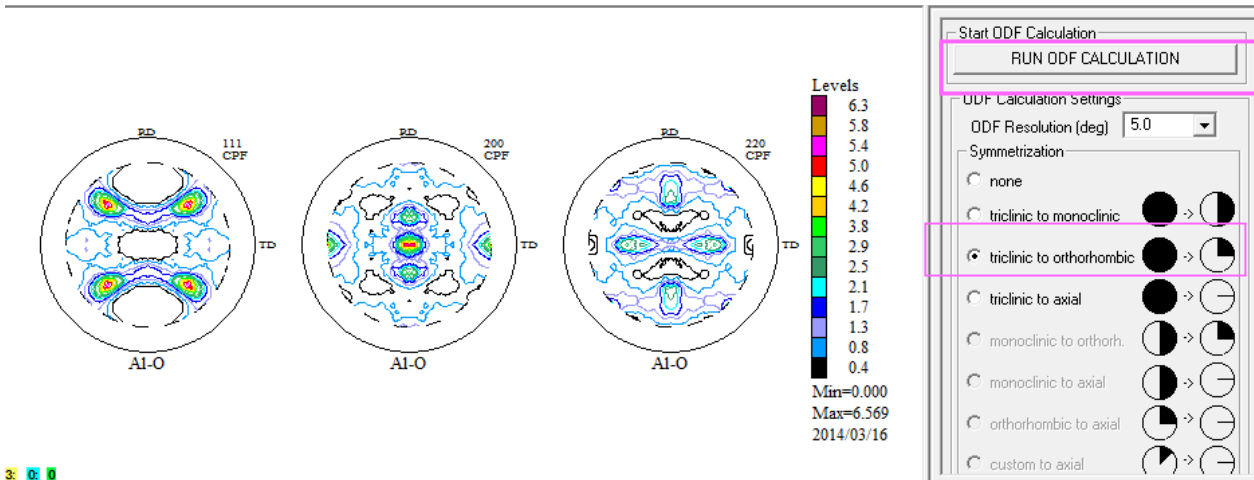 Start ODF Calculation
RUN ODF CALCULATION
ODF Calculation Settings
ODF Resolution (deg) 5.0
Symmetrization
none
triclinic to monoclinic ->
triclinic to orthorhombic ->
triclinic to axial ->
monoclinic to orthorh. ->
monoclinic to axial ->
orthorhombic to axial ->
custom to axial ->
RD
111
CPF
TD
A1-O
RD
200
CPF
TD
A1-O
RD
220
CPF
TD
A1-O
Levels
6.3
5.8
5.4
5.0
4.6
4.2
3.8
2.9
2.5
2.1
1.7
1.3
0.8
0.4
Min=0.000
Max=6.569
2014/03/16
3: 0: 0